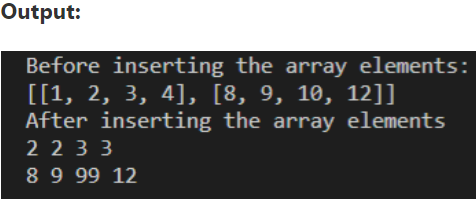 Output:
Before inserting the array elements:
[[1, 2, 3, 4], [8, 9, 10, 12]]
After inserting the array elements
2 2 3 3
8 9 99 12